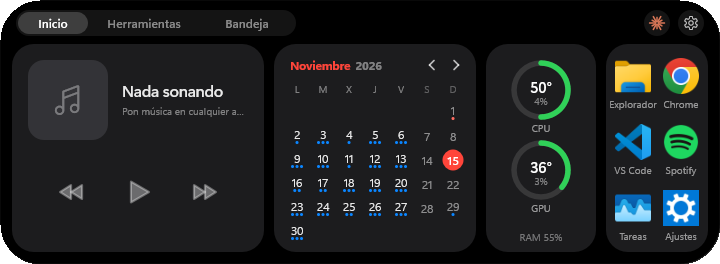 Inicio
Herramientas
Bandeja
Nada sonando
Pon música en cualquier a...
Noviembre 2026
L M X J V S D
1
2 3 4 5 6 7 8
9 10 11 12 13 14 15
16 17 18 19 20 21 22
23 24 25 26 27 28 29
30
50°
4%
CPU
36°
3%
GPU
RAM 55%
Explorador
Chrome
VS Code
Spotify
Tareas
Ajustes